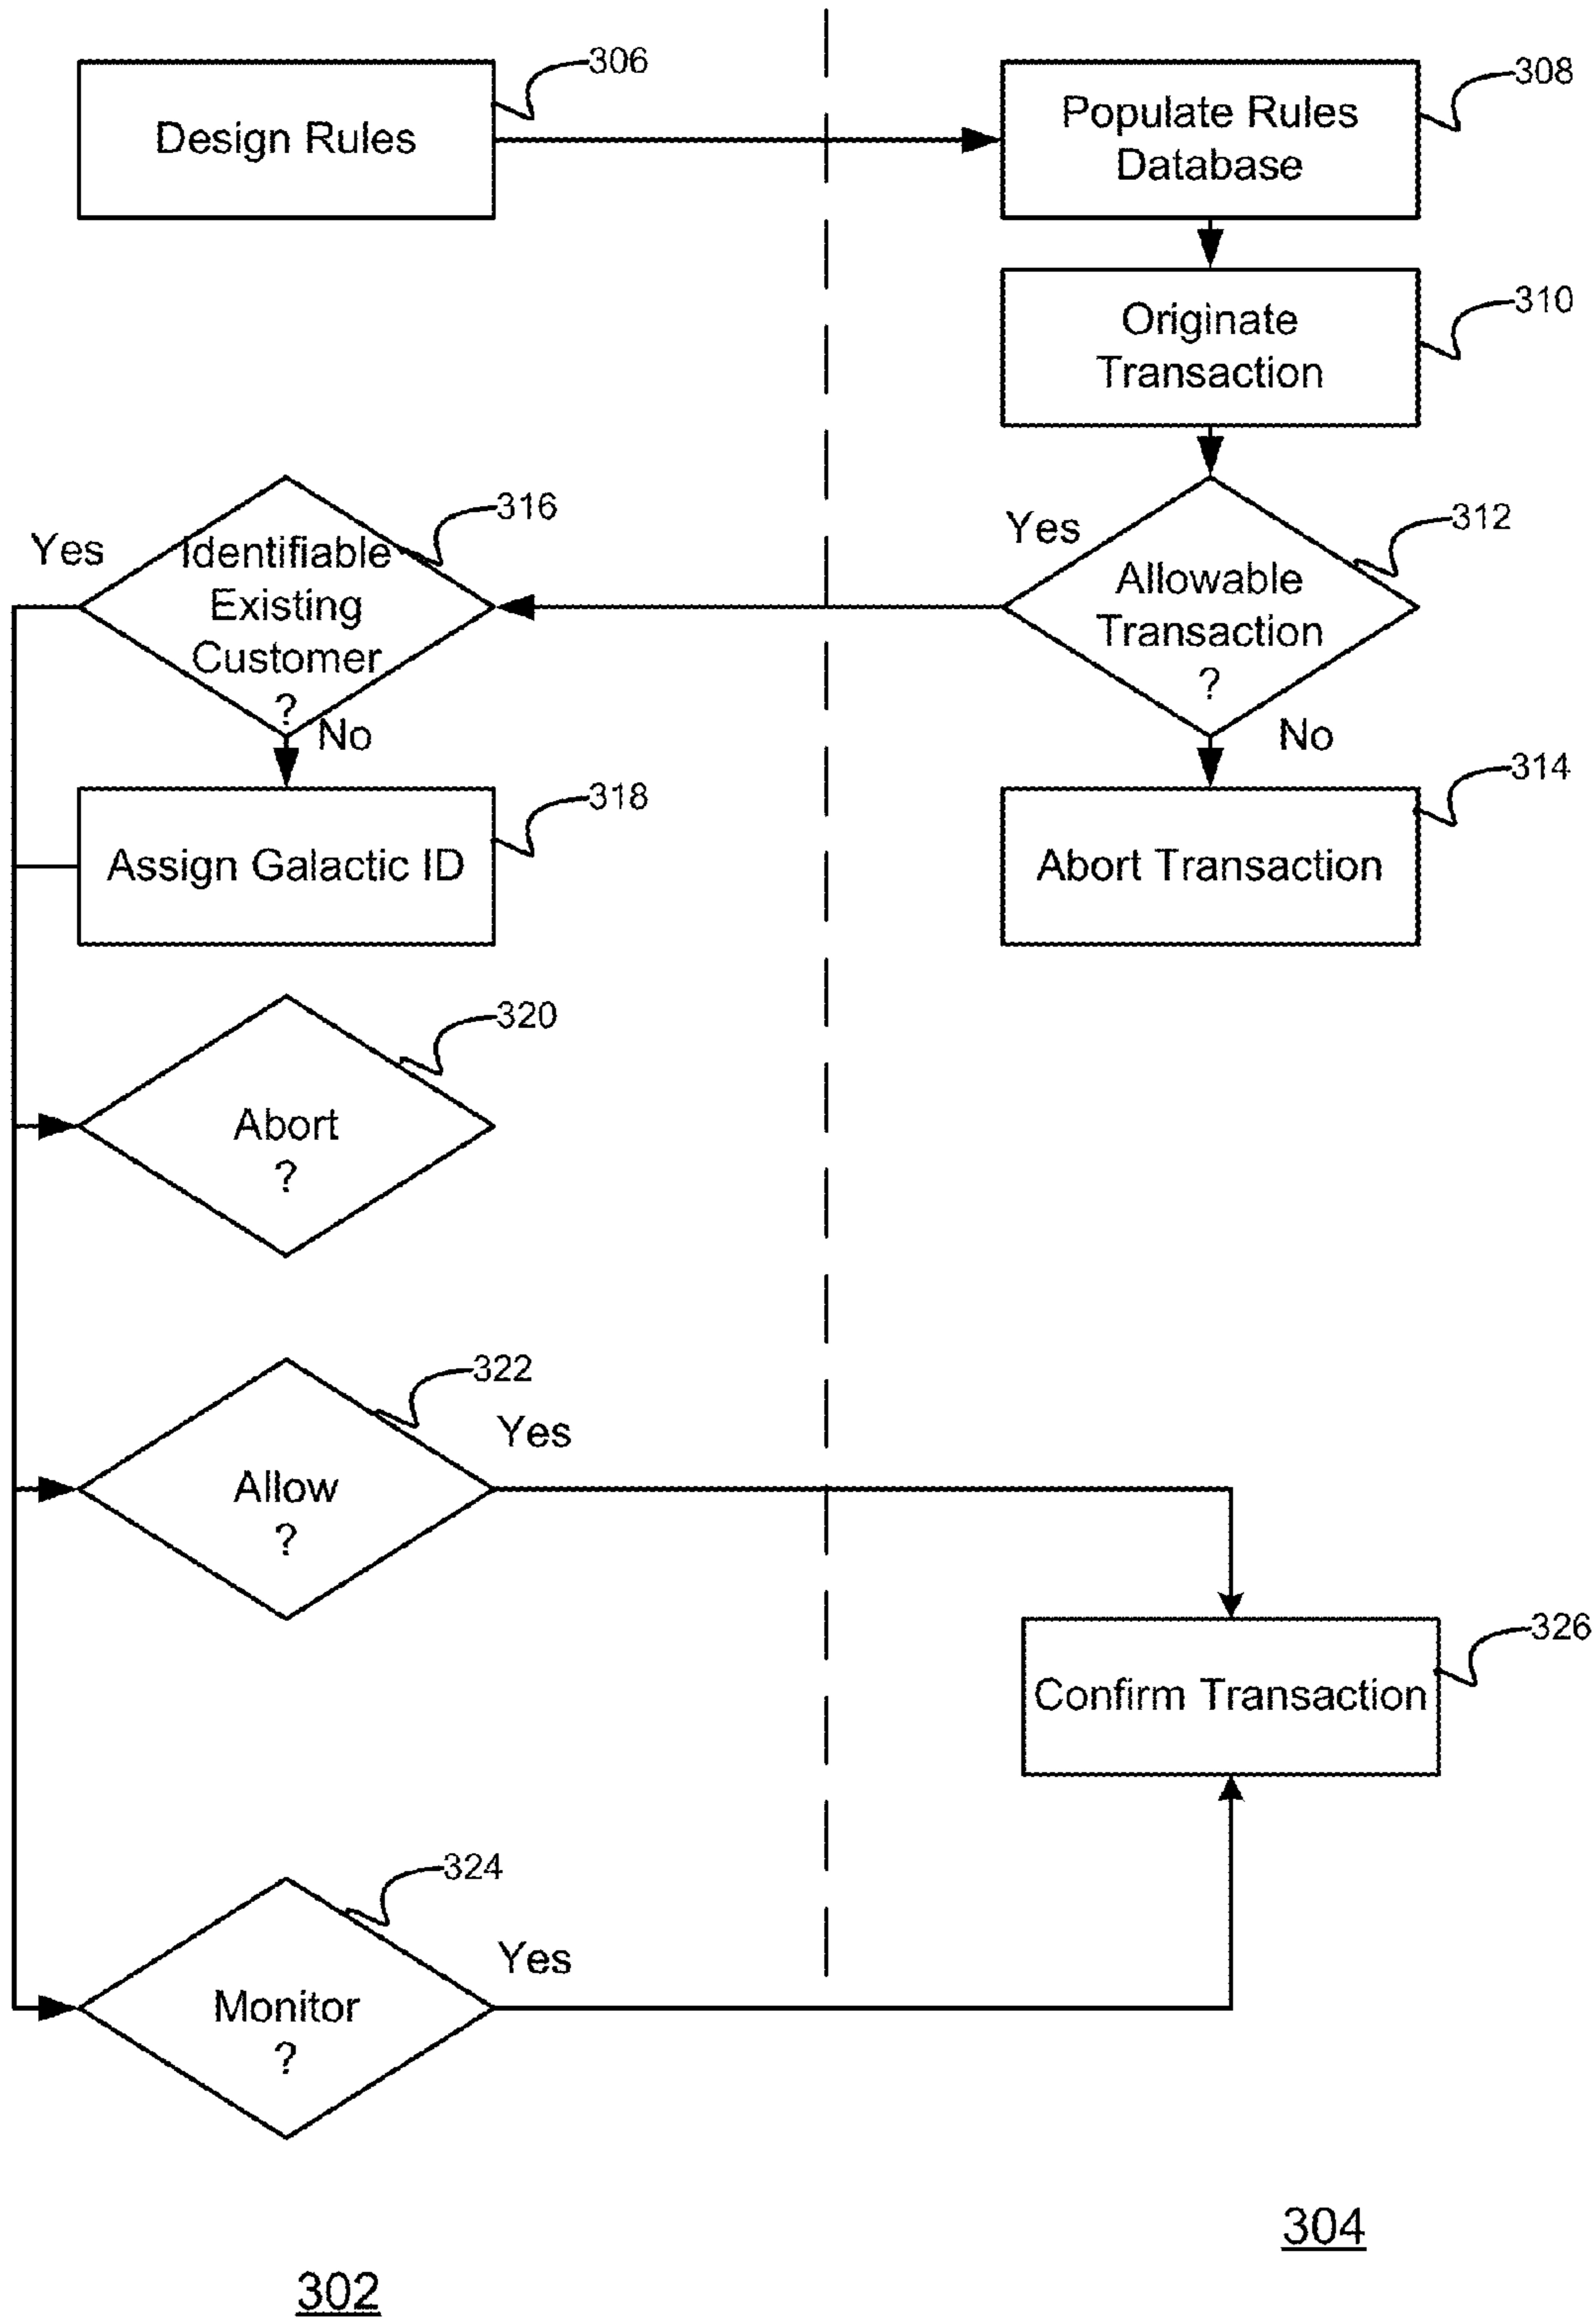 306
Design Rules
308
Populate Rules
Database
310
Originate
Transaction
316
Yes
Identifiable
Existing
Customer
?
No
312
Yes
Allowable
Transaction
?
No
318
Assign Galactic ID
314
Abort Transaction
320
Abort
?
322
Yes
Allow
?
326
Confirm Transaction
324
Yes
Monitor
?
304
302